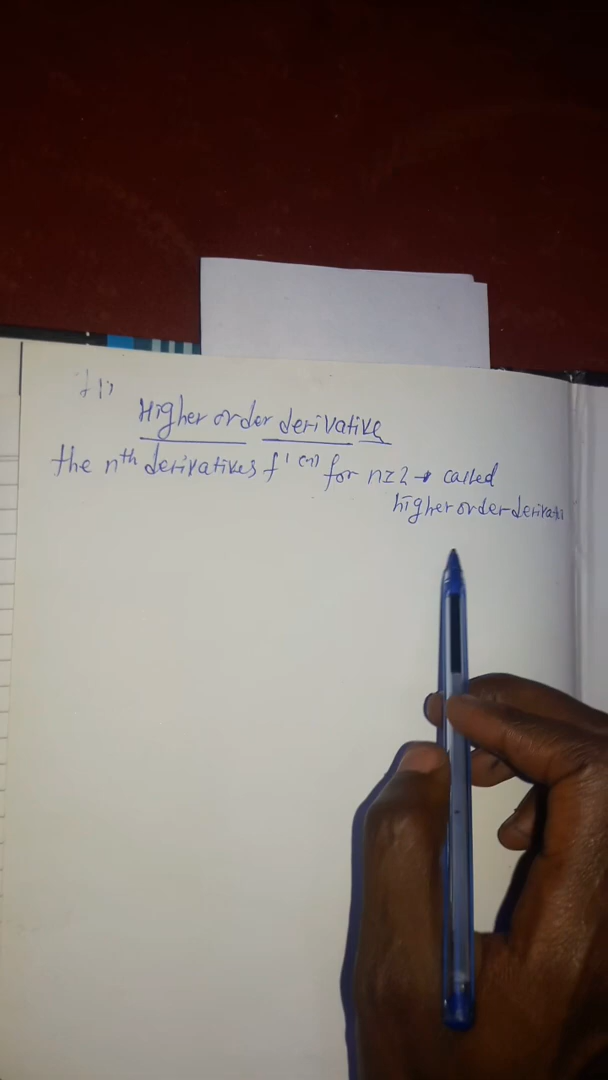 Higher order derivative
the nth derivatives f' (n) for n≥2 → called
higher order derivati